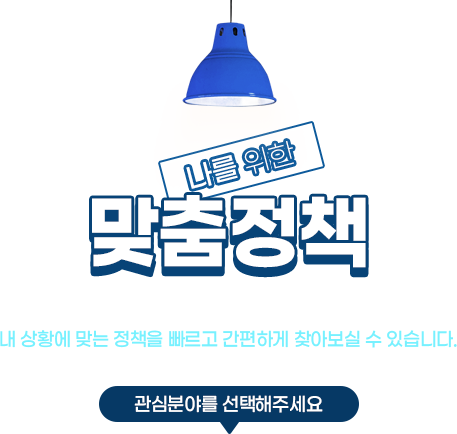 나를 위한
맞춤정책
내 상황에 맞는 정책을 빠르고 간편하게 찾아보실 수 있습니다.
관심분야를 선택해주세요